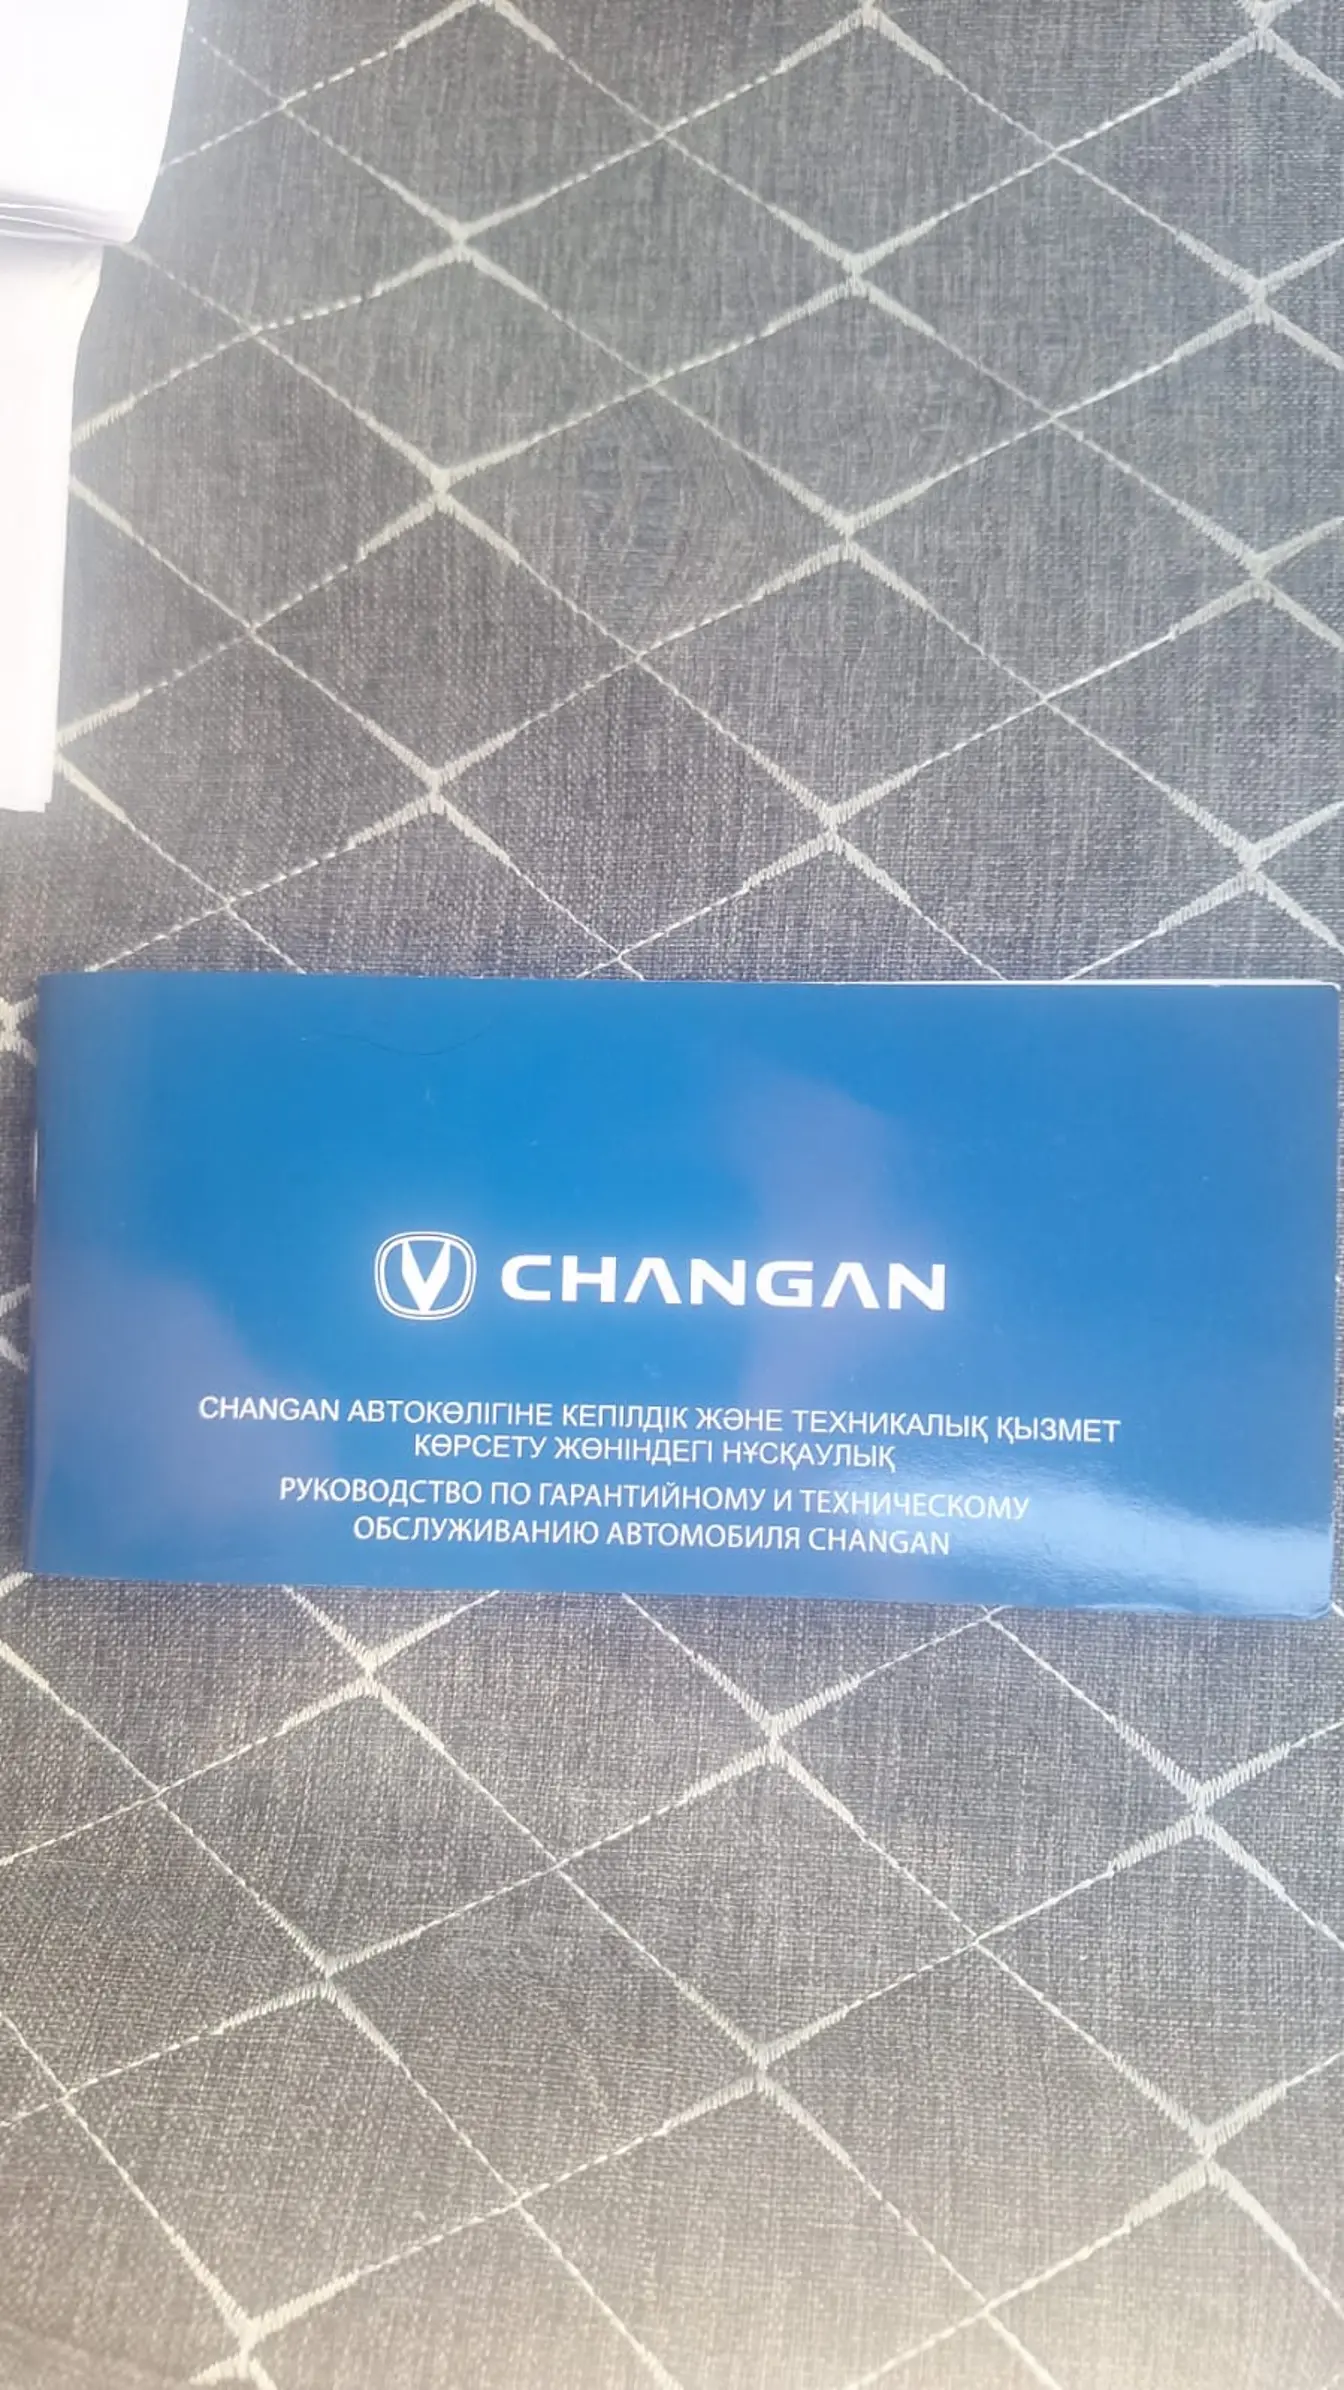 CHANGAN
CHANGAN АВТОКӨЛІГІНЕ КЕПІЛДІК ЖӘНЕ ТЕХНИКАЛЫҚ ҚЫЗМЕТ
КӨРСЕТУ ЖӨНІНДЕГІ НҰСҚАУЛЫҚ
РУКОВОДСТВО ПО ГАРАНТИЙНОМУ И ТЕХНИЧЕСКОМУ
ОБСЛУЖИВАНИЮ АВТОМОБИЛЯ CHANGAN